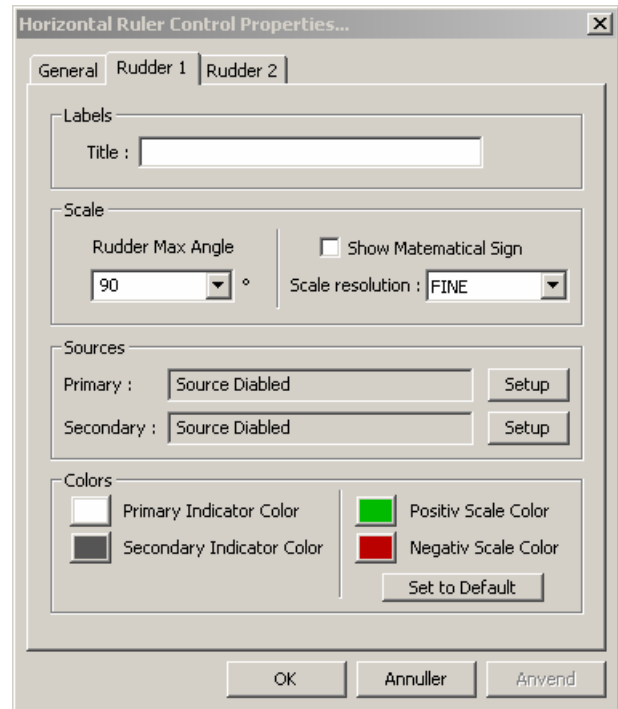 Horizontal Ruler Control Properties...
General Rudder 1 Rudder 2
Labels
Title :
Scale
Rudder Max Angle
Show Matematical Sign
90 °
Scale resolution : FINE
Sources
Primary : Source Diabled Setup
Secondary : Source Diabled Setup
Colors
Primary Indicator Color
Positiv Scale Color
Secondary Indicator Color
Negativ Scale Color
Set to Default
OK Annuller Anvend